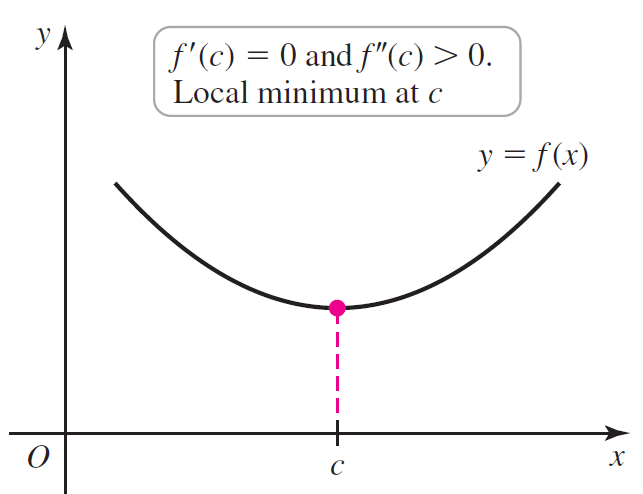 y
f′(c) = 0 and f″(c) > 0.
Local minimum at c
y = f(x)
O
c
x